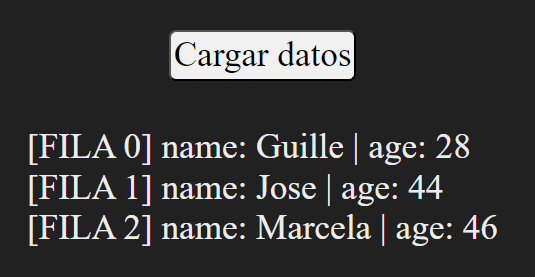 Cargar datos
[FILA 0] name: Guille | age: 28
[FILA 1] name: Jose | age: 44
[FILA 2] name: Marcela | age: 46